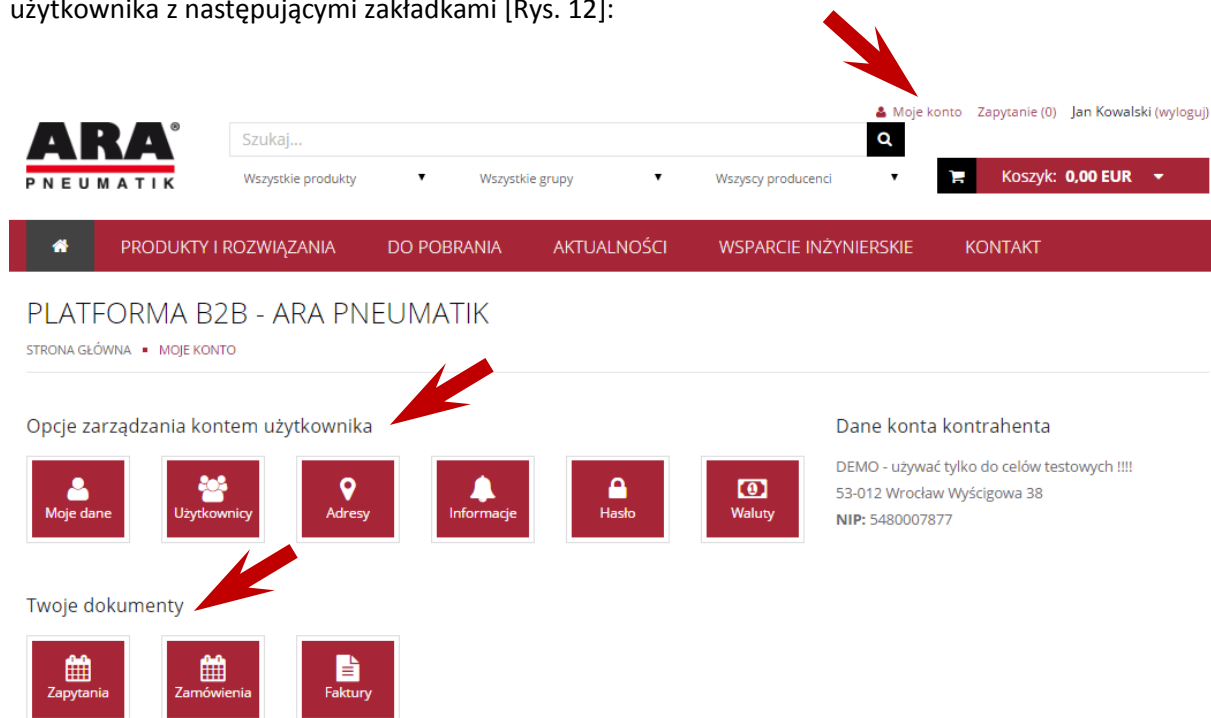 użytkownika z następującymi zakładkami [Rys. 12]:
Moje konto Zapytanie (0) Jan Kowalski (wyloguj)
ARA®
PNEUMATIK
Szukaj...
Wszystkie produkty Wszystkie grupy Wszyscy producenci
Koszyk: 0,00 EUR
PRODUKTY I ROZWIĄZANIA DO POBRANIA AKTUALNOŚCI WSPARCIE INŻYNIERSKIE KONTAKT
PLATFORMA B2B - ARA PNEUMATIK
STRONA GŁÓWNA ▪ MOJE KONTO
Opcje zarządzania kontem użytkownika
Moje dane Użytkownicy Adresy Informacje Hasło Waluty
Dane konta kontrahenta
DEMO - używać tylko do celów testowych !!!!
53-012 Wrocław Wyścigowa 38
NIP: 5480007877
Twoje dokumenty
Zapytania Zamówienia Faktury